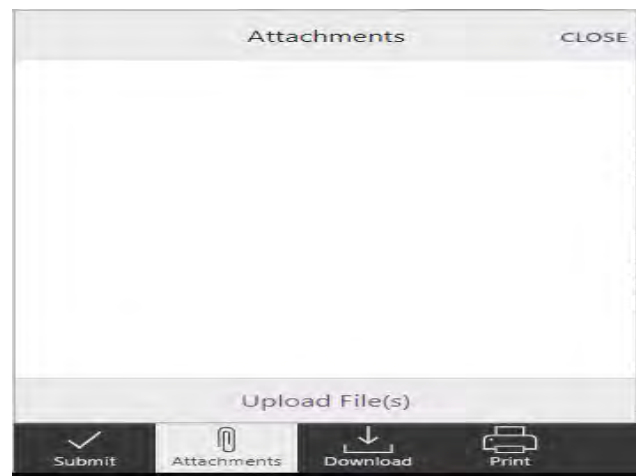 Attachments CLOSE
Upload File(s)
Submit Attachments Download Print